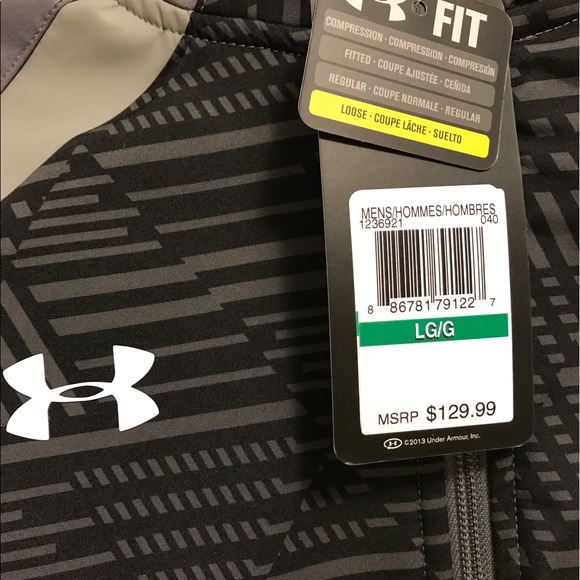 FIT
COMPRESSION · COMPRESSION · COMPRESIÓN
FITTED · COUPE AJUSTÉE · CEÑIDA
REGULAR · COUPE NORMALE · REGULAR
LOOSE · COUPE LÂCHE · SUELTO
MENS/HOMMES/HOMBRES
1236921 040
8 86781 79122 7
LG/G
MSRP $129.99
©2013 Under Armour, Inc.